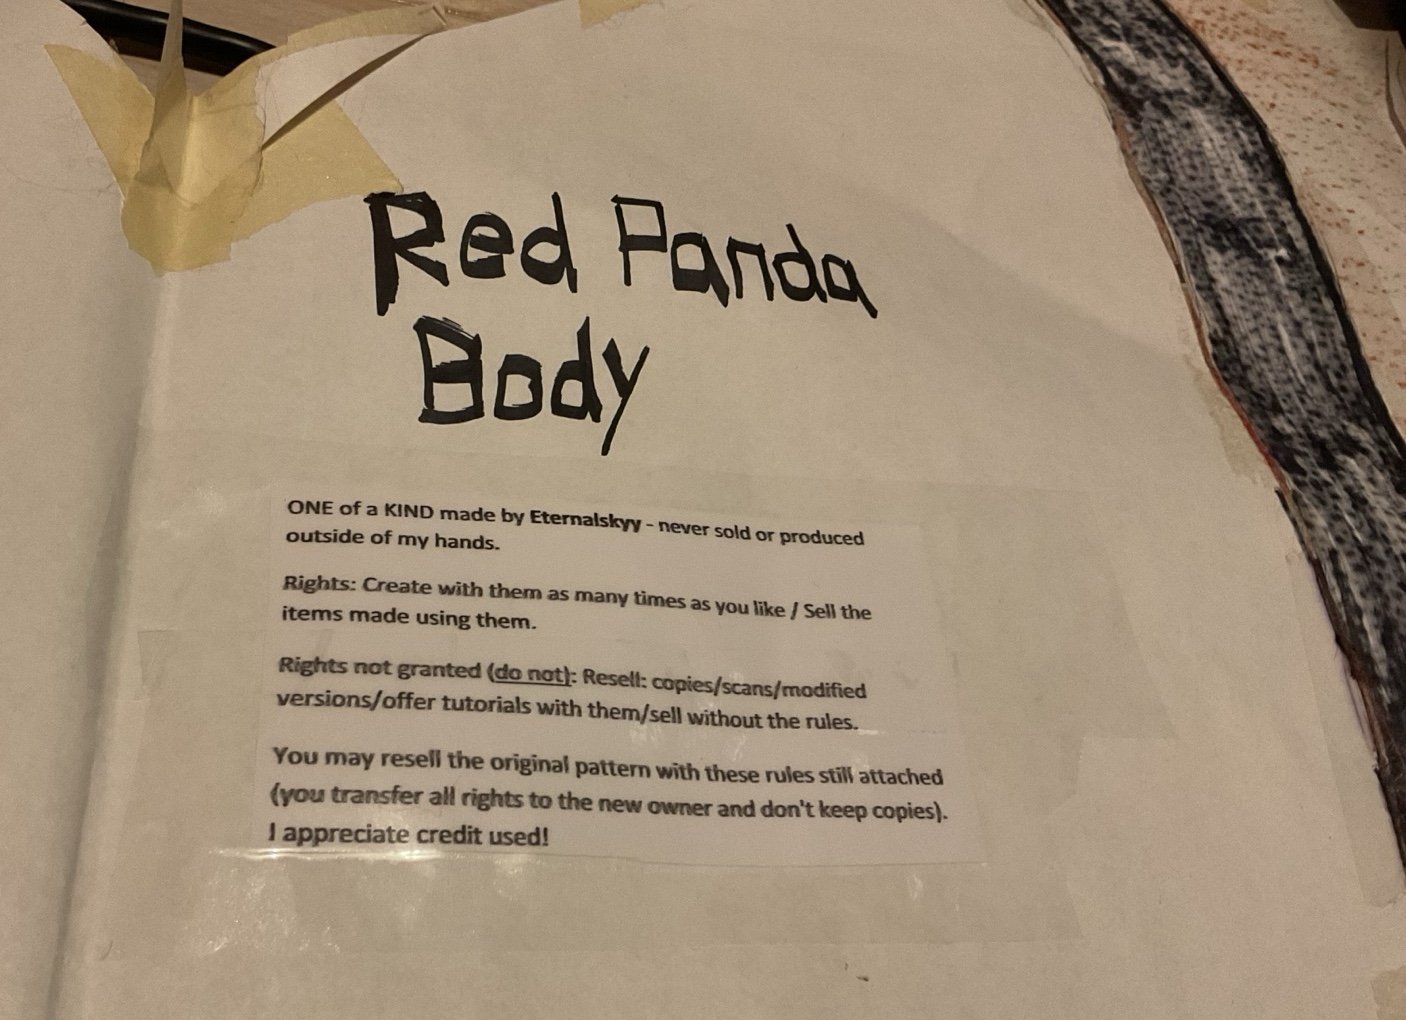 Red Panda
Body
ONE of a KIND made by Eternalskyy - never sold or produced
outside of my hands.
Rights: Create with them as many times as you like / Sell the
items made using them.
Rights not granted (do not): Resell: copies/scans/modified
versions/offer tutorials with them/sell without the rules.
You may resell the original pattern with these rules still attached
(you transfer all rights to the new owner and don't keep copies).
I appreciate credit used!